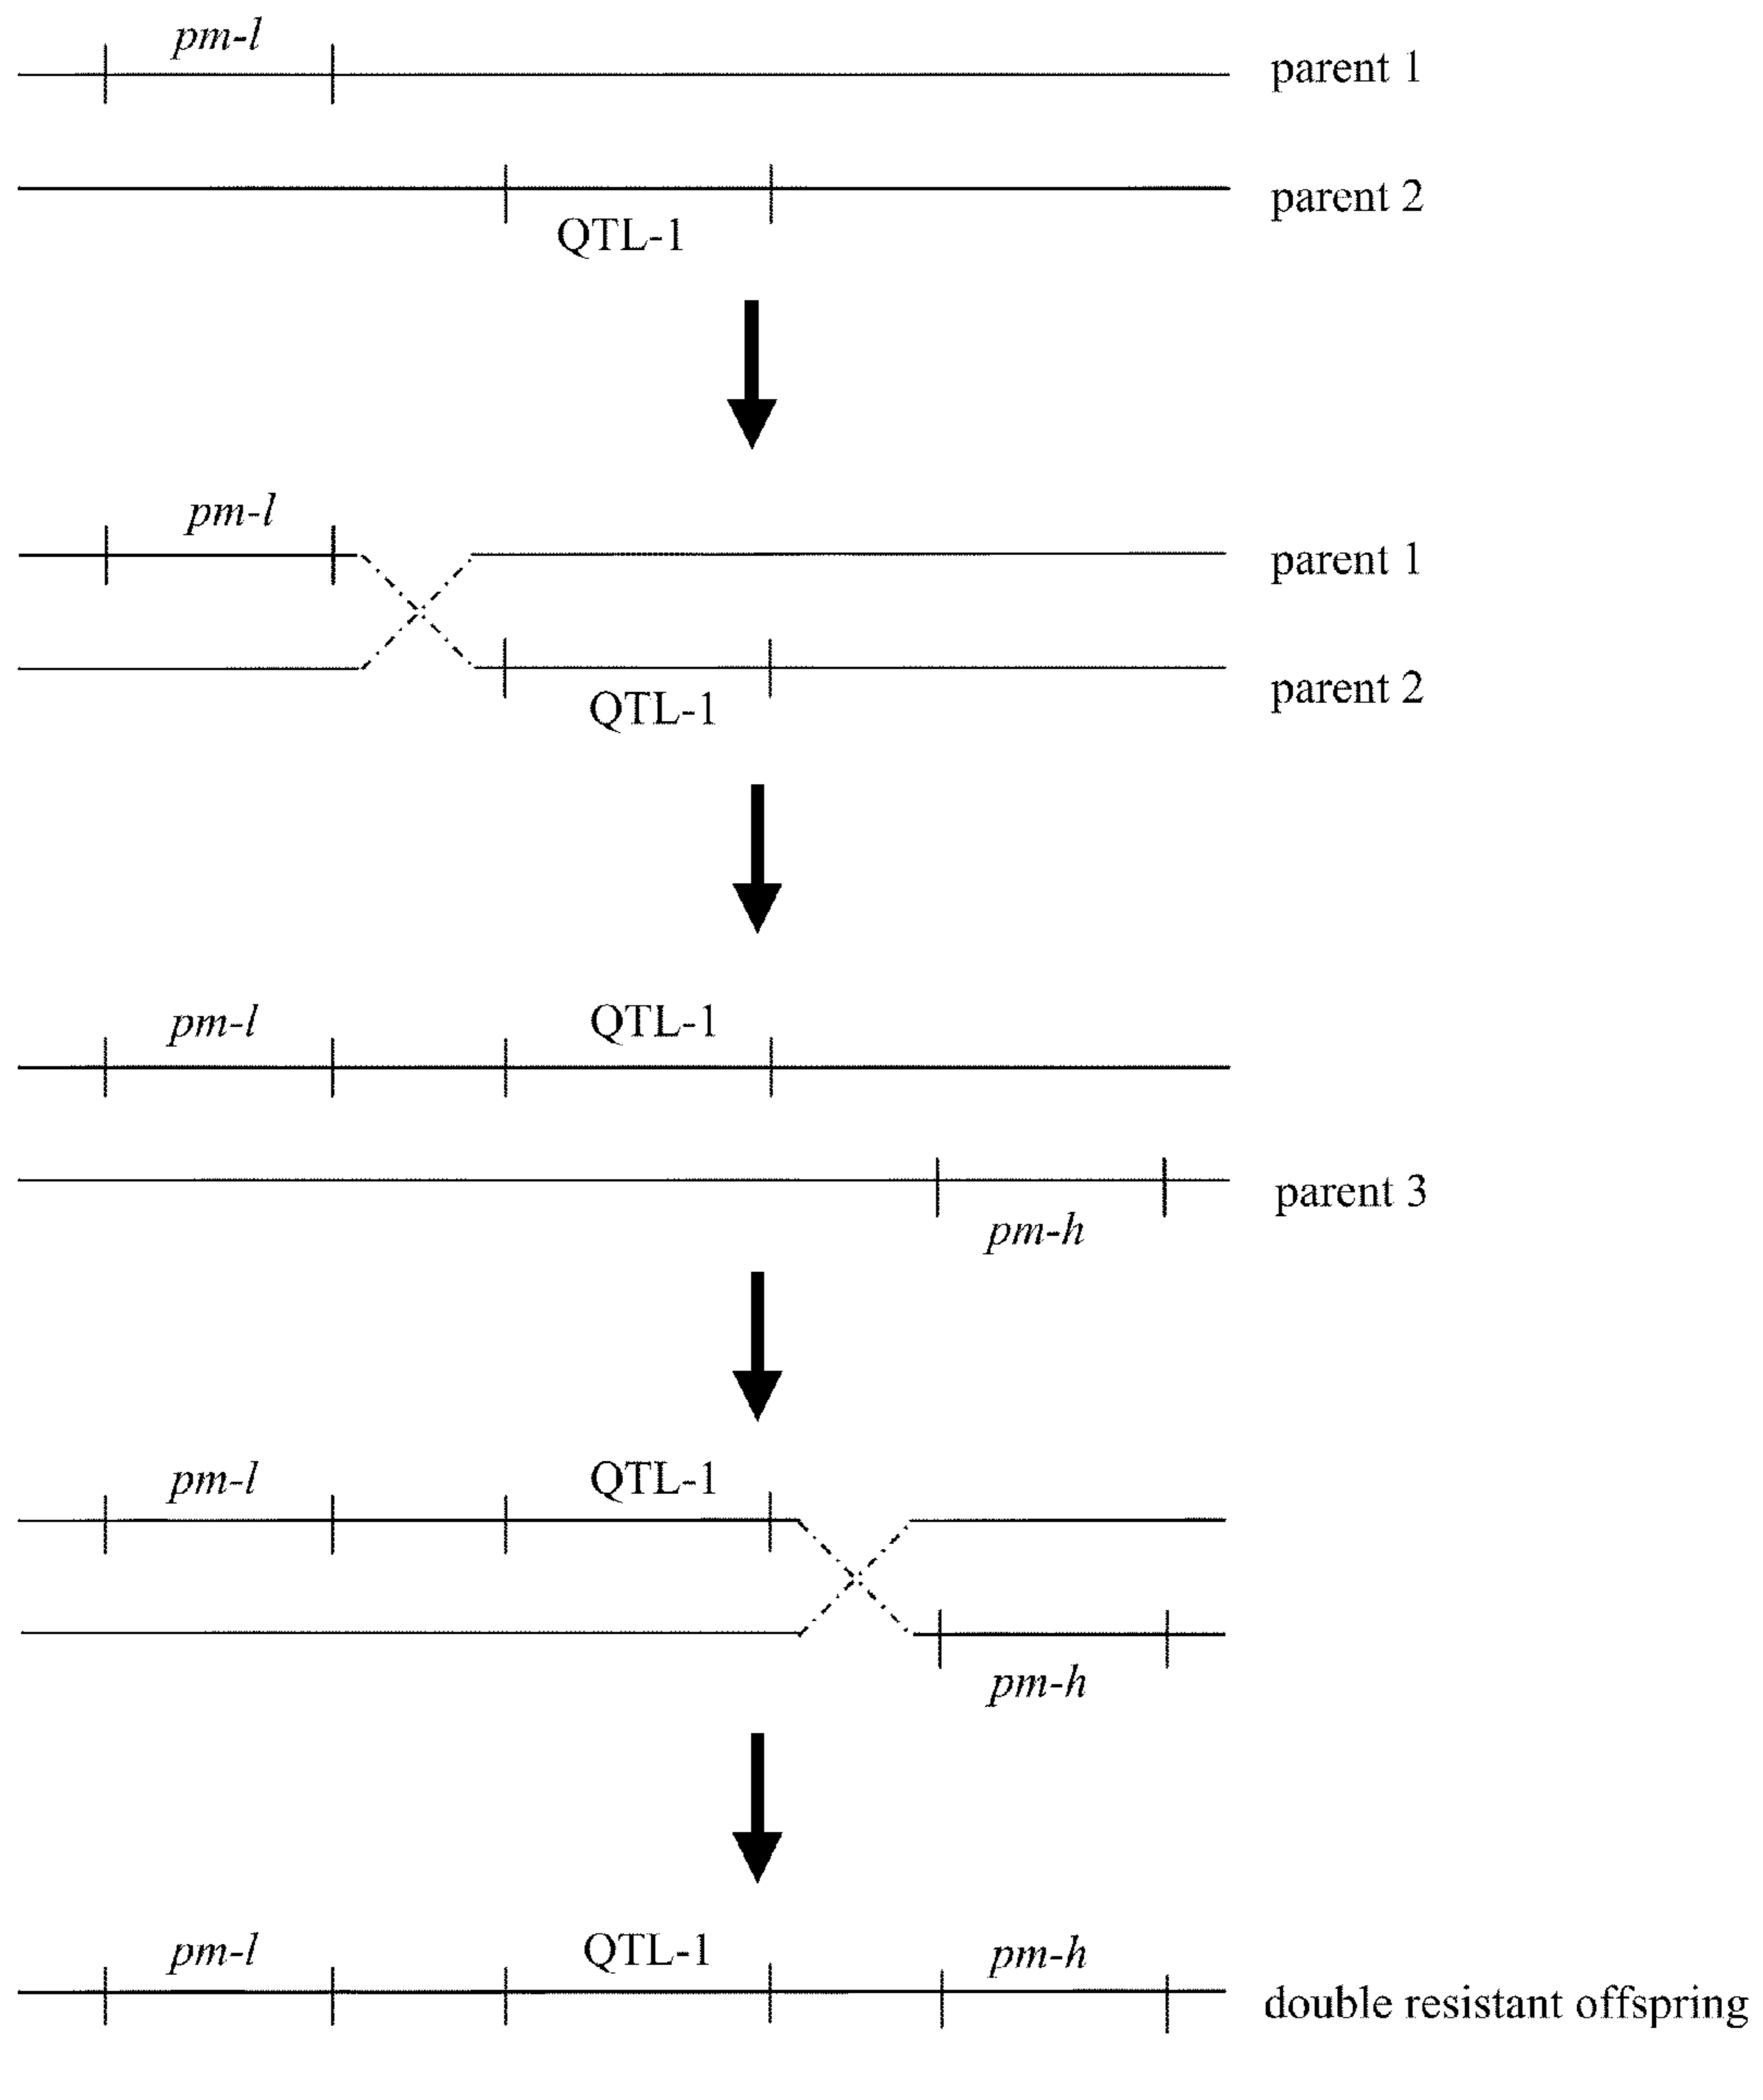 pm-l
parent 1
parent 2
QTL-1
pm-l
parent 1
parent 2
QTL-1
pm-l QTL-1
parent 3
pm-h
pm-l QTL-1
pm-h
pm-l QTL-1 pm-h
double resistant offspring